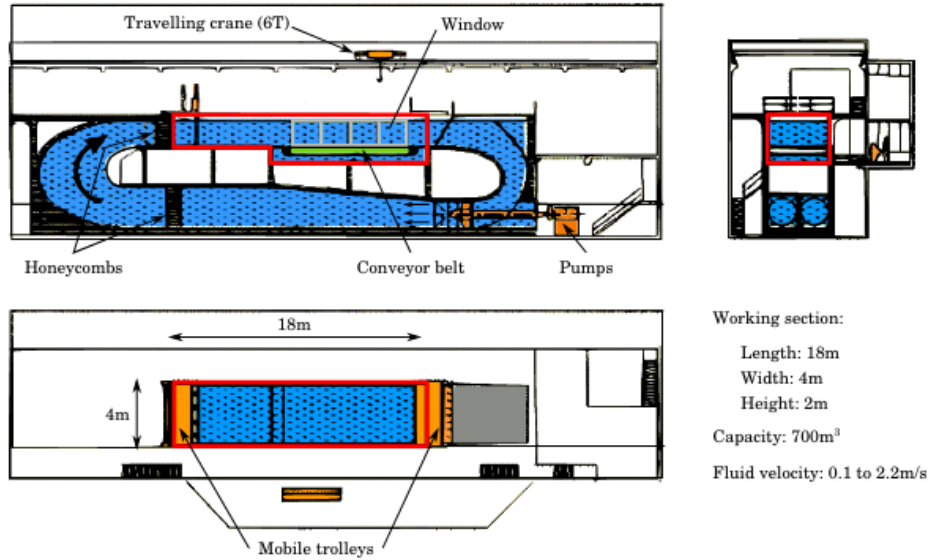 Travelling crane (6T)
Window
Honeycombs
Conveyor belt
Pumps
18m
4m
Mobile trolleys
Working section:
Length: 18m
Width: 4m
Height: 2m
Capacity: 700m³
Fluid velocity: 0.1 to 2.2m/s